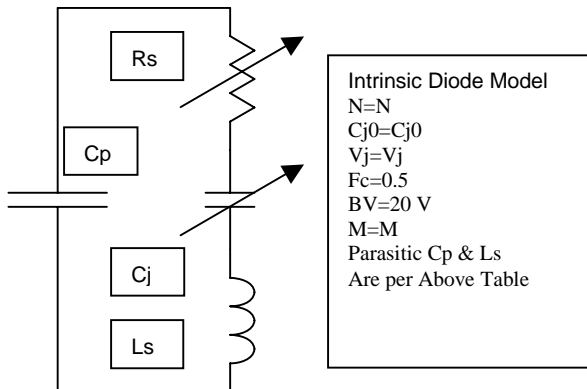 Rs
Cp
Cj
Ls
Intrinsic Diode Model
N=N
Cj0=Cj0
Vj=Vj
Fc=0.5
BV=20 V
M=M
Parasitic Cp & Ls
Are per Above Table